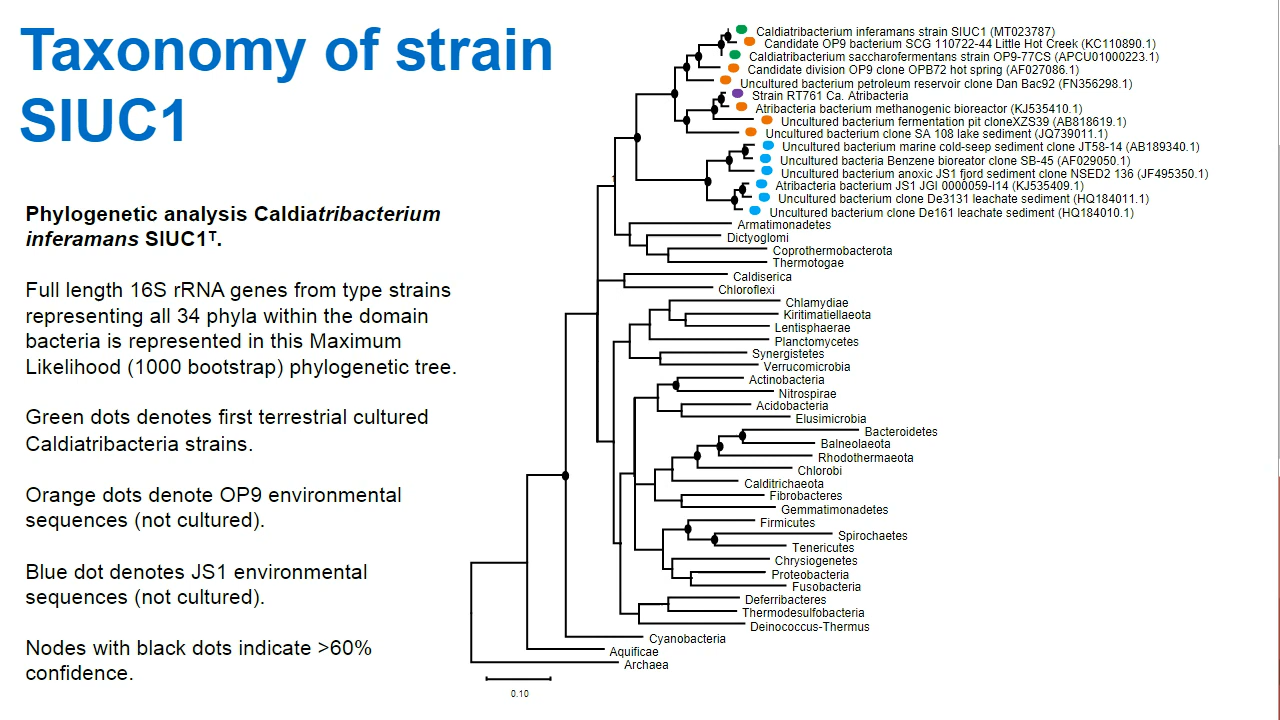 Taxonomy of strain
SIUC1
Phylogenetic analysis Caldiatribacterium
inferamans SIUC1ᵀ.
Full length 16S rRNA genes from type strains
representing all 34 phyla within the domain
bacteria is represented in this Maximum
Likelihood (1000 bootstrap) phylogenetic tree.
Green dots denotes first terrestrial cultured
Caldiatribacteria strains.
Orange dots denote OP9 environmental
sequences (not cultured).
Blue dot denotes JS1 environmental
sequences (not cultured).
Nodes with black dots indicate >60%
confidence.
Caldiatribacterium inferamans strain SIUC1 (MT023787)
Candidate OP9 bacterium SCG 110722-44 Little Hot Creek (KC110890.1)
Caldiatribacterium saccharofermentans strain OP9-77CS (APCU01000223.1)
Candidate division OP9 clone OPB72 hot spring (AF027086.1)
Uncultured bacterium petroleum reservoir clone Dan Bac92 (FN356298.1)
Strain RT761 Ca. Atribacteria
Atribacteria bacterium methanogenic bioreactor (KJ535410.1)
Uncultured bacterium fermentation pit cloneXZS39 (AB818619.1)
Uncultured bacterium clone SA 108 lake sediment (JQ739011.1)
Uncultured bacterium marine cold-seep sediment clone JT58-14 (AB189340.1)
Uncultured bacteria Benzene bioreator clone SB-45 (AF029050.1)
Uncultured bacterium anoxic JS1 fjord sediment clone NSED2 136 (JF495350.1)
Atribacteria bacterium JS1 JGI 0000059-I14 (KJ535409.1)
Uncultured bacterium clone De3131 leachate sediment (HQ184011.1)
Uncultured bacterium clone De161 leachate sediment (HQ184010.1)
Armatimonadetes
Dictyoglomi
Coprothermobacterota
Thermotogae
Caldiserica
Chloroflexi
Chlamydiae
Kiritimatiellaeota
Lentisphaerae
Planctomycetes
Synergistetes
Verrucomicrobia
Actinobacteria
Nitrospirae
Acidobacteria
Elusimicrobia
Bacteroidetes
Balneolaeota
Rhodothermaeota
Chlorobi
Calditrichaeota
Fibrobacteres
Gemmatimonadetes
Firmicutes
Spirochaetes
Tenericutes
Chrysiogenetes
Proteobacteria
Fusobacteria
Deferribacteres
Thermodesulfobacteria
Deinococcus-Thermus
Cyanobacteria
Aquificae
Archaea
0.10